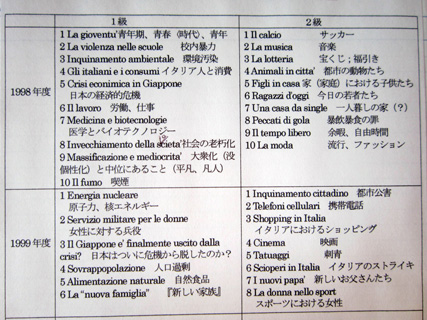 1級
2級
1998 年度
1 La gioventu'青年期、青春(時代)、青年
2 La violenza nelle scuole 校内暴力
3 Inquinamento ambientale 環境汚染
4 Gli italiani e i consumi イタリア人と消費
5 Crisi economica in Giappone
日本の経済的危機
6 Il lavoro 労働、仕事
7 Medicina e biotecnologie
医学とバイオテクノロジー
8 Invecchiamento della scieta'社会の老朽化
9 Massificazione e mediocrita' 大衆化(没
個性化)と中位にあること(平凡、凡人)
10 Il fumo 喫煙
1 Il calcio サッカー
2 La musica 音楽
3 La lotteria 宝くじ;福引き
4 Animali in citta' 都市の動物たち
5 Figli in casa 家(家庭)における子供たち
6 Ragazzi d'oggi 今日の若者たち
7 Una casa da single 一人暮しの家(?)
8 Peccati di gola 暴飲暴食の罪
9 Il tempo libero 余暇、自由時間
10 La moda 流行、ファッション
1999 年度
1 Energia nucleare
原子力、核エネルギー
2 Servizio militare per le donne
女性に対する兵役
3 Il Giappone e' finalmente uscito dalla
crisi? 日本はついに危機から脱したのか?
4 Sovrappopolazione 人口過剰
5 Alimentazione naturale 自然食品
6 La "nuova famiglia" 『新しい家族』
1 Inquinamento cittadino 都市公害
2 Telefoni cellulari 携帯電話
3 Shopping in Italia
イタリアにおけるショッピング
4 Cinema 映画
5 Tatuaggi 刺青
6 Scioperi in Italia イタリアのストライキ
7 I nuovi papa' 新しいお父さんたち
8 La donna nello sport
スポーツにおける女性